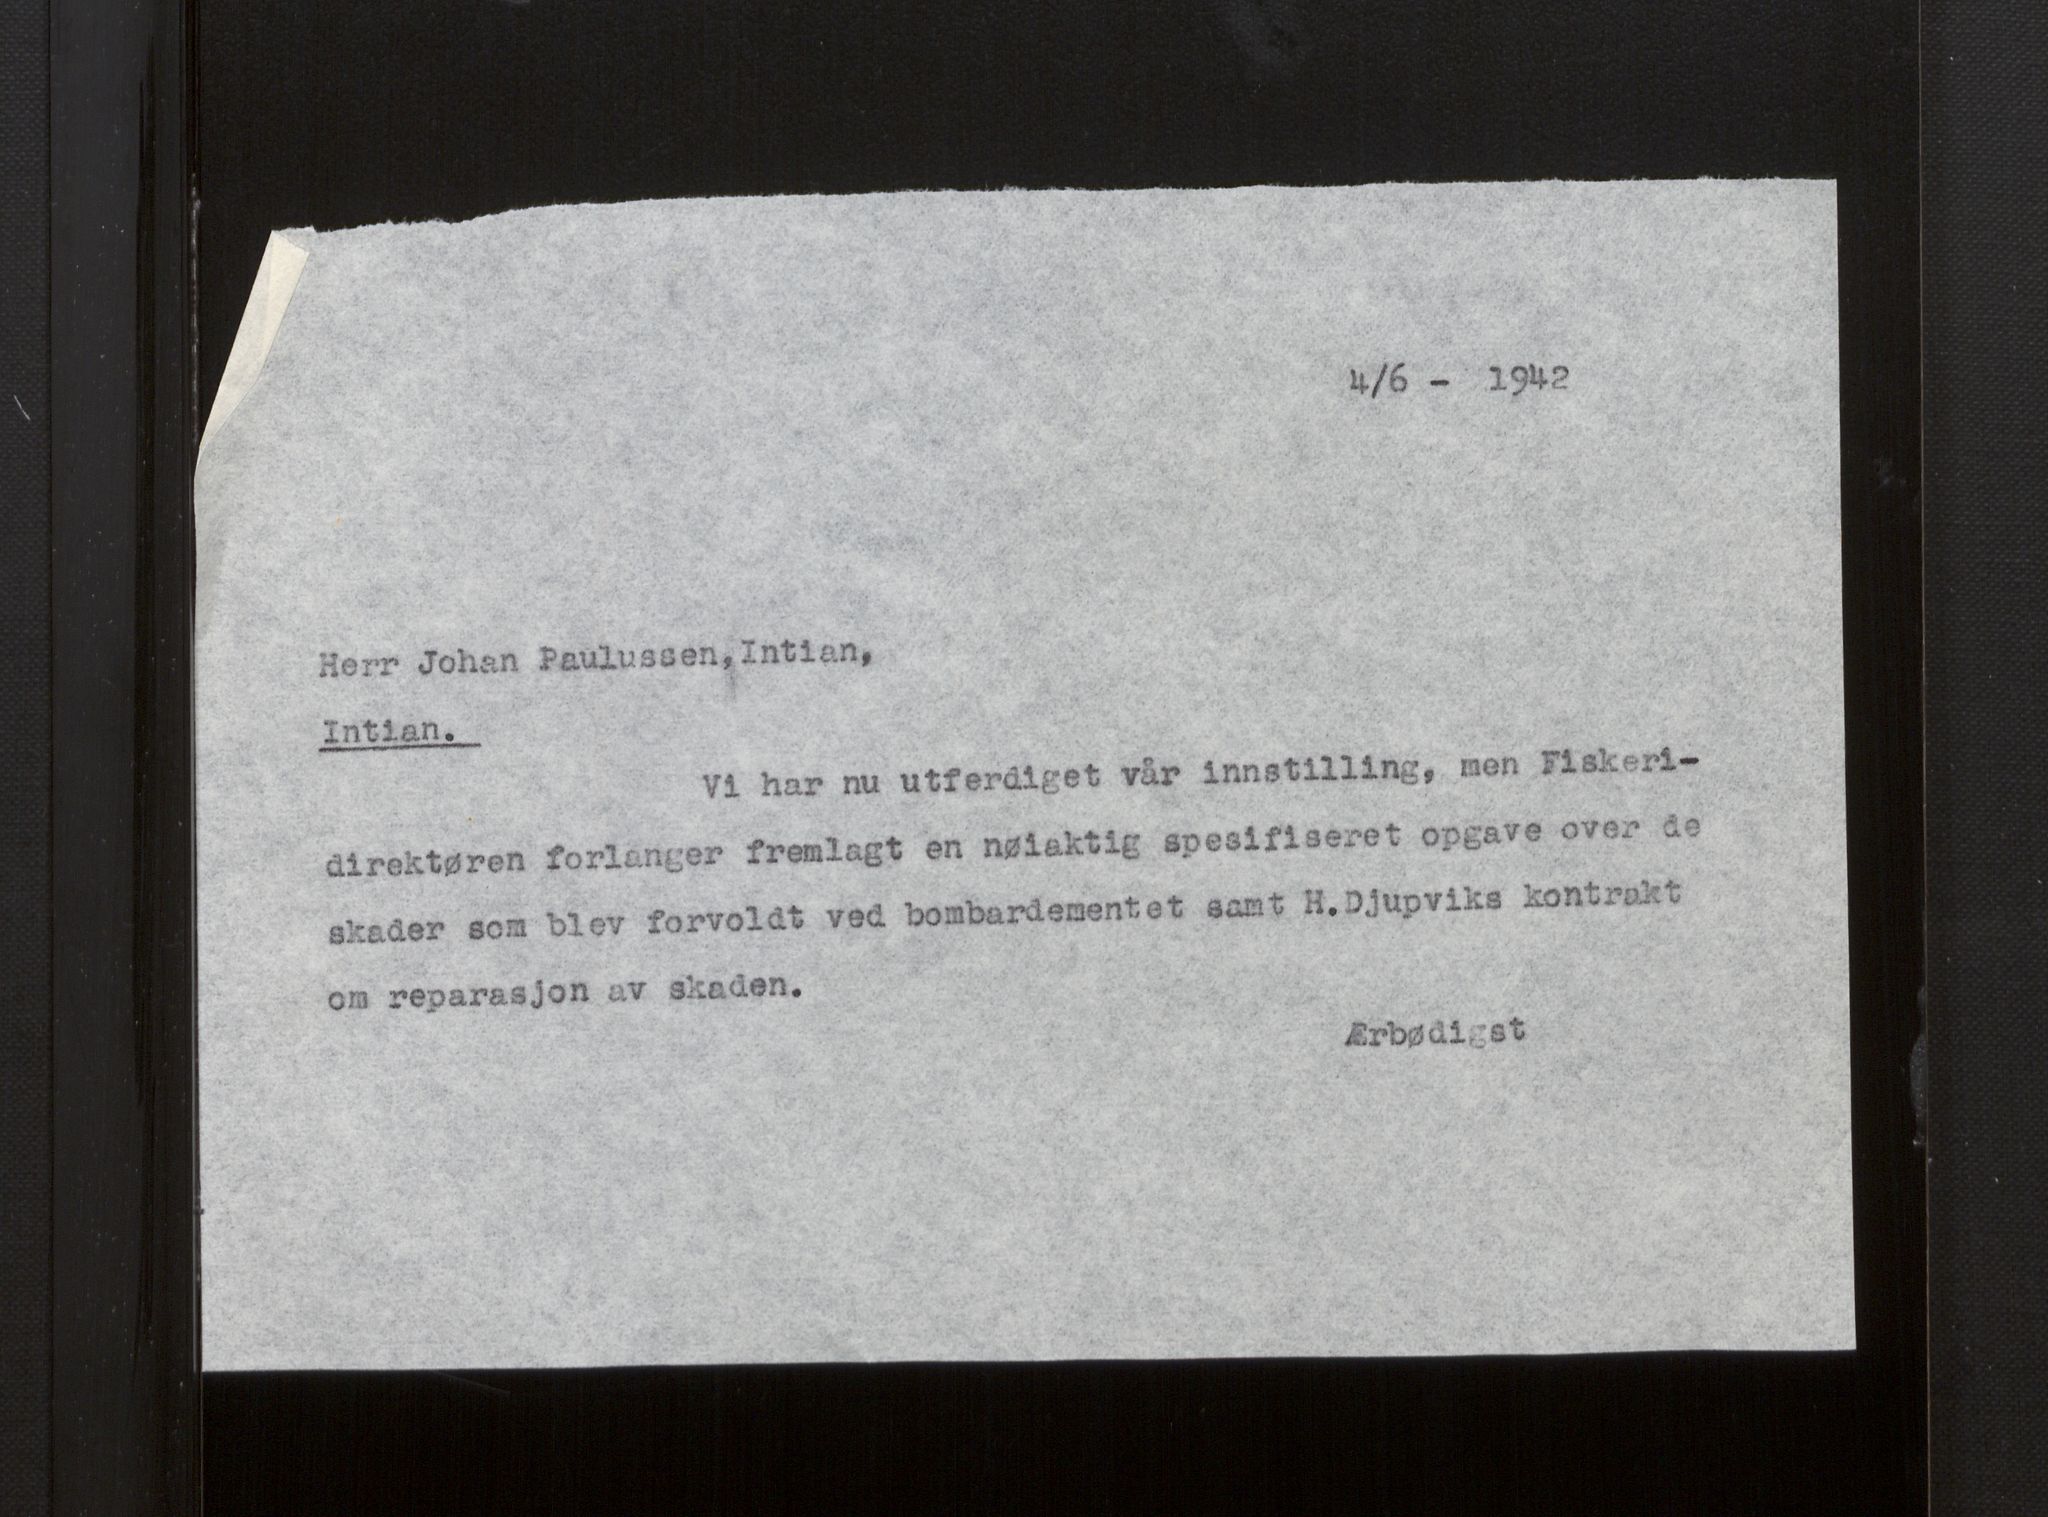 4/6 - 1942
Herr Johan Paulussen,Intian,
Intian.
Vi har nu utferdiget vår innstilling, men Fiskeri-
direktøren forlanger fremlagt en nøiaktig spesifiseret opgave over de
skader som blev forvoldt ved bombardementet samt H.Djupviks kontrakt
om reparasjon av skaden.
Ærbødigst